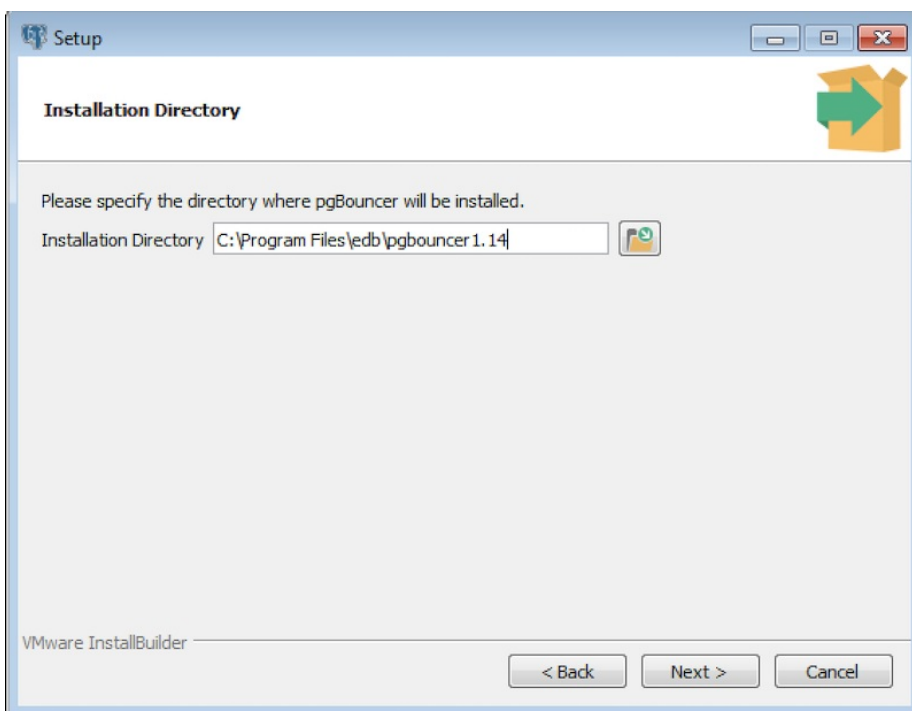 Setup
Installation Directory
Please specify the directory where pgBouncer will be installed.
Installation Directory C:\Program Files\edb\pgbouncer1.14
VMware InstallBuilder
< Back Next > Cancel